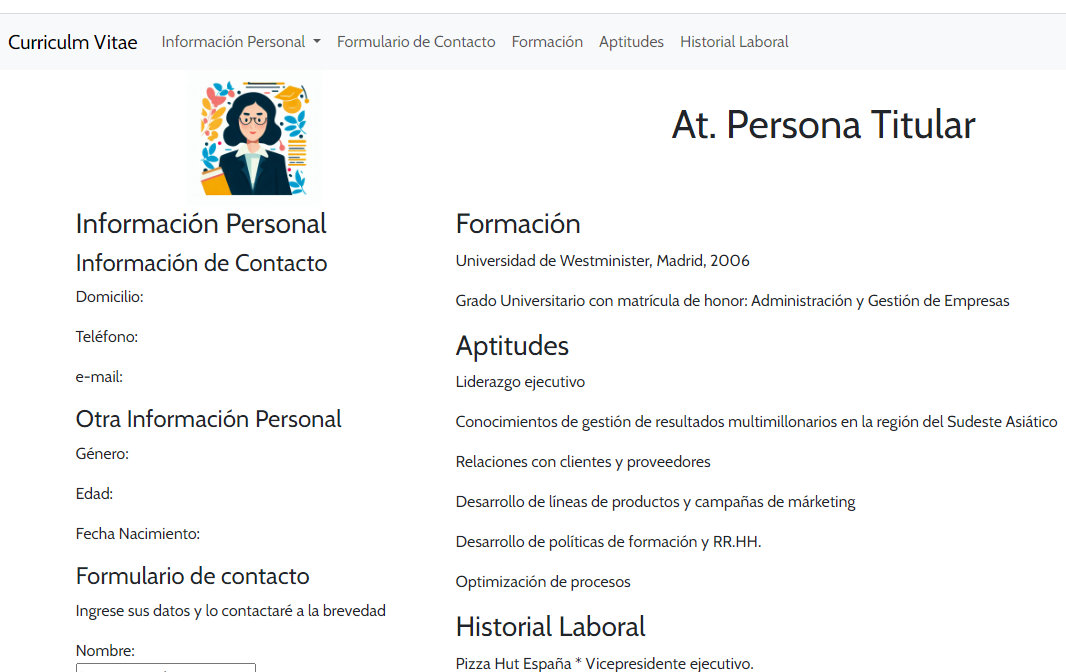 Curriculm Vitae
Información Personal
Formulario de Contacto
Formación
Aptitudes
Historial Laboral
At. Persona Titular
Información Personal
Información de Contacto
Domicilio:
Teléfono:
e-mail:
Otra Información Personal
Género:
Edad:
Fecha Nacimiento:
Formulario de contacto
Ingrese sus datos y lo contactaré a la brevedad
Nombre:
Formación
Universidad de Westminister, Madrid, 2006
Grado Universitario con matrícula de honor: Administración y Gestión de Empresas
Aptitudes
Liderazgo ejecutivo
Conocimientos de gestión de resultados multimillonarios en la región del Sudeste Asiático
Relaciones con clientes y proveedores
Desarrollo de líneas de productos y campañas de márketing
Desarrollo de políticas de formación y RR.HH.
Optimización de procesos
Historial Laboral
Pizza Hut España * Vicepresidente ejecutivo.